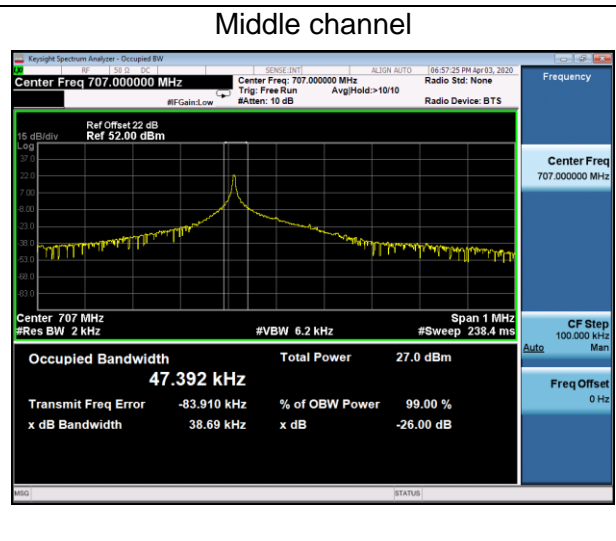 Middle channel
Keysight Spectrum Analyzer - Occupied BW
RF 50 Ω DC SENSE:INT ALIGN AUTO 06:57:25 PM Apr 03, 2020
Center Freq 707.000000 MHz
Center Freq: 707.000000 MHz Radio Std: None
Trig: Free Run Avg|Hold:>10/10
#IFGain:Low #Atten: 10 dB Radio Device: BTS
Frequency
Ref Offset 22 dB
15 dB/div Ref 52.00 dBm
Log
37.0
22.0
7.00
-8.00
-23.0
-38.0
-53.0
-68.0
-83.0
Center 707 MHz Span 1 MHz
#Res BW 2 kHz #VBW 6.2 kHz #Sweep 238.4 ms
Occupied Bandwidth Total Power 27.0 dBm
47.392 kHz
Transmit Freq Error -83.910 kHz % of OBW Power 99.00 %
x dB Bandwidth 38.69 kHz x dB -26.00 dB
Center Freq
707.000000 MHz
CF Step
100.000 kHz
Auto Man
Freq Offset
0 Hz
MSG STATUS